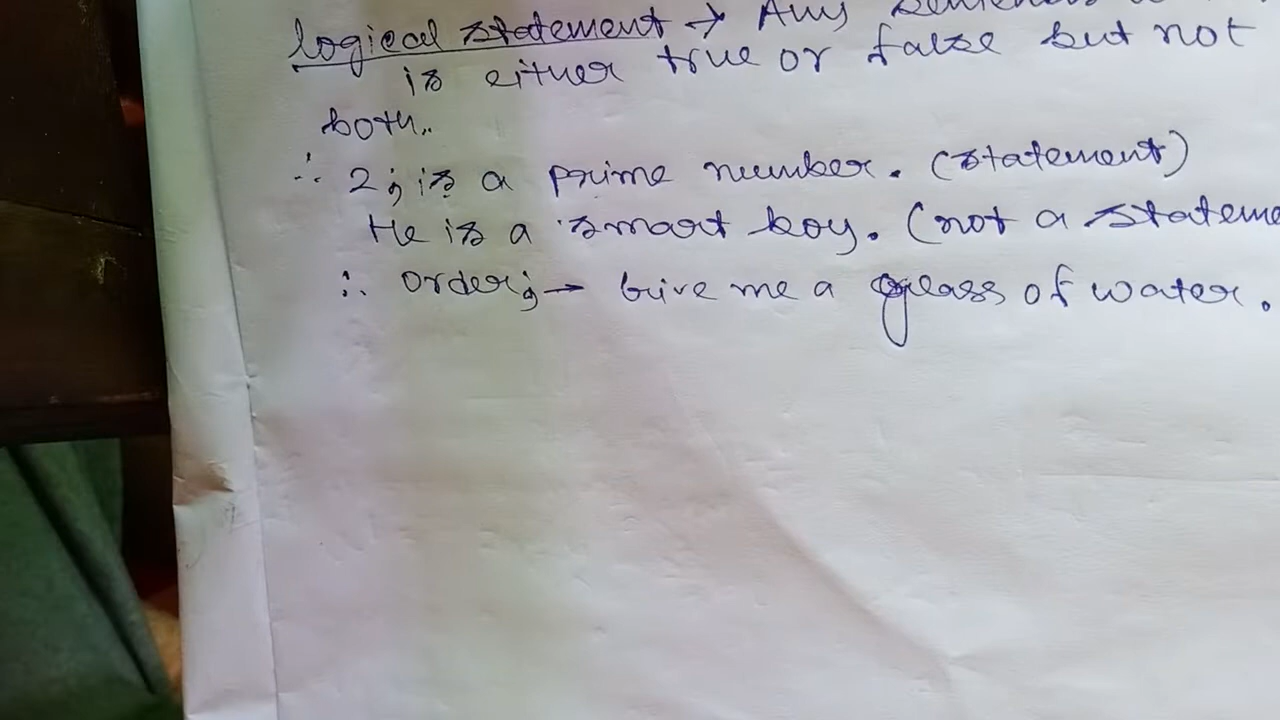 logical statement → Any
is either true or false but not
both..
∴ 2; is a prime number. (statement)
He is a smart boy. (not a stateme
∴ order; → Give me a glass of water.